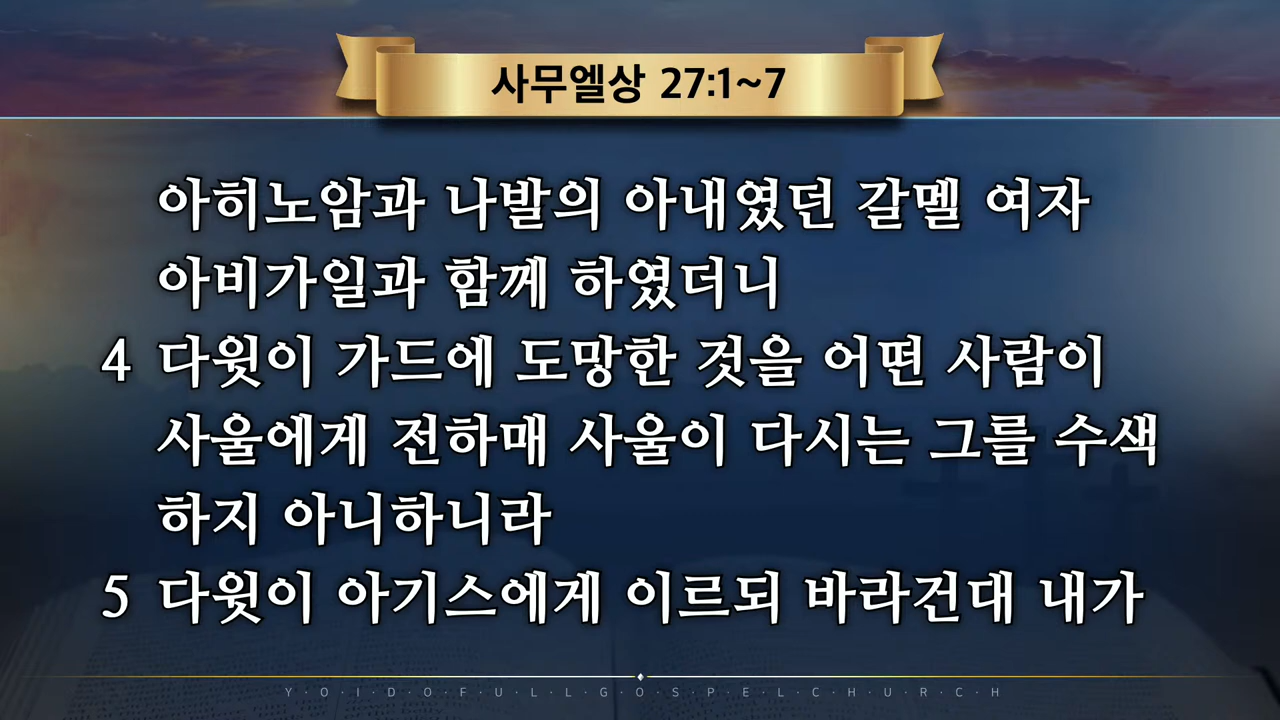 사무엘상 27:1~7
아히노암과 나발의 아내였던 갈멜 여자
아비가일과 함께 하였더니
4 다윗이 가드에 도망한 것을 어떤 사람이
사울에게 전하매 사울이 다시는 그를 수색
하지 아니하니라
5 다윗이 아기스에게 이르되 바라건대 내가
Y·O·I·D·O·F·U·L·L·G·O·S·P·E·L·C·H·U·R·C·H